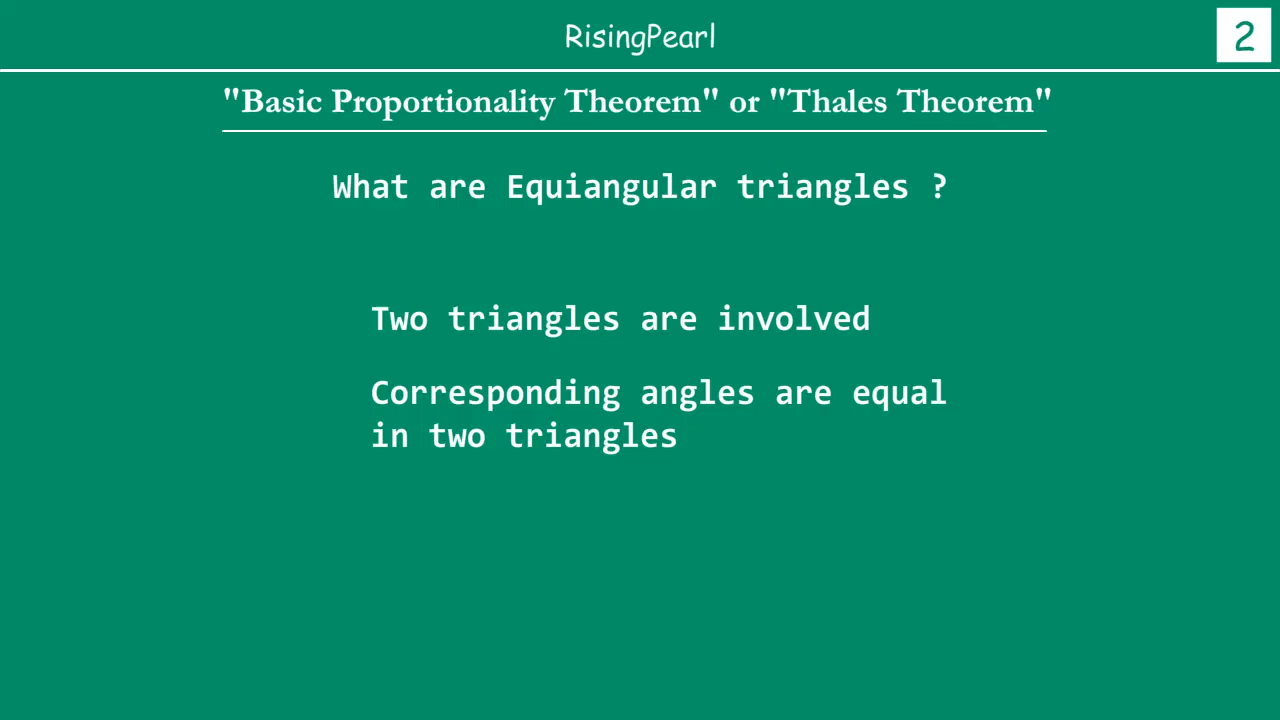 RisingPearl
2
"Basic Proportionality Theorem" or "Thales Theorem"
What are Equiangular triangles ?
Two triangles are involved
Corresponding angles are equal
in two triangles